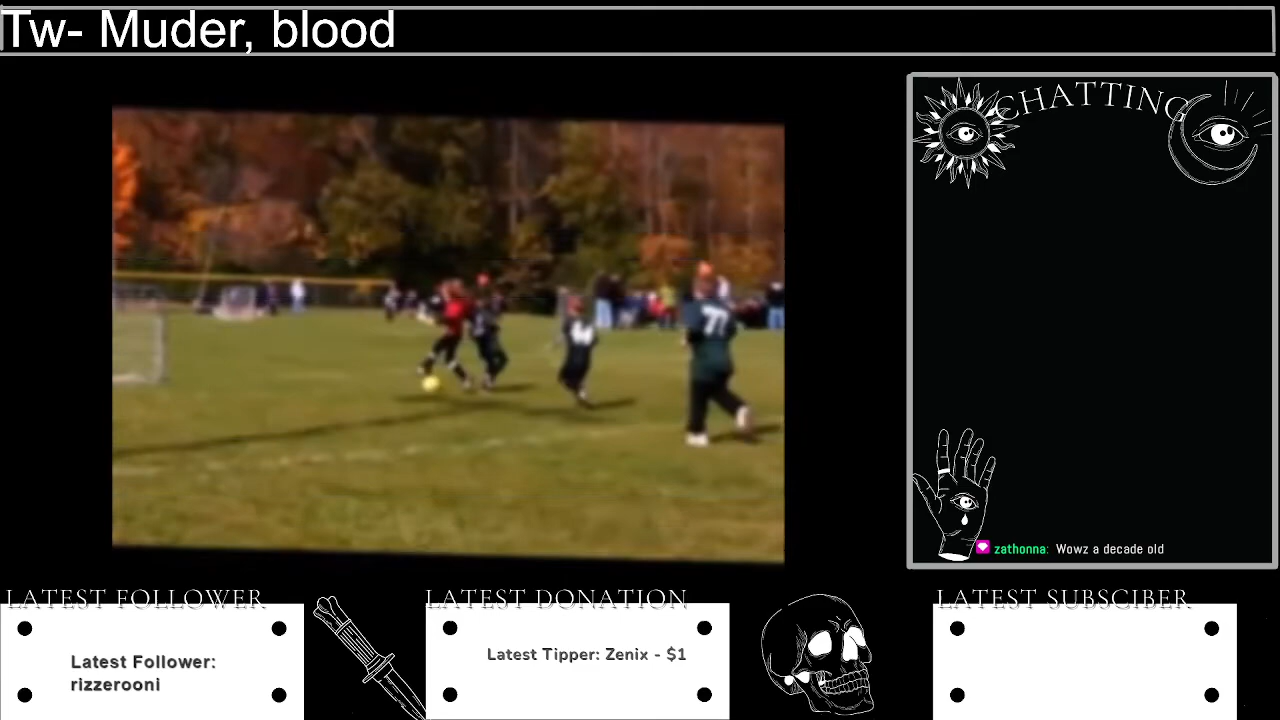 Tw- Muder, blood
CHATTING
77
zathonna: Wowz a decade old
LATEST FOLLOWER
LATEST DONATION
LATEST SUBSCIBER
Latest Follower:
rizzerooni
Latest Tipper: Zenix - $1